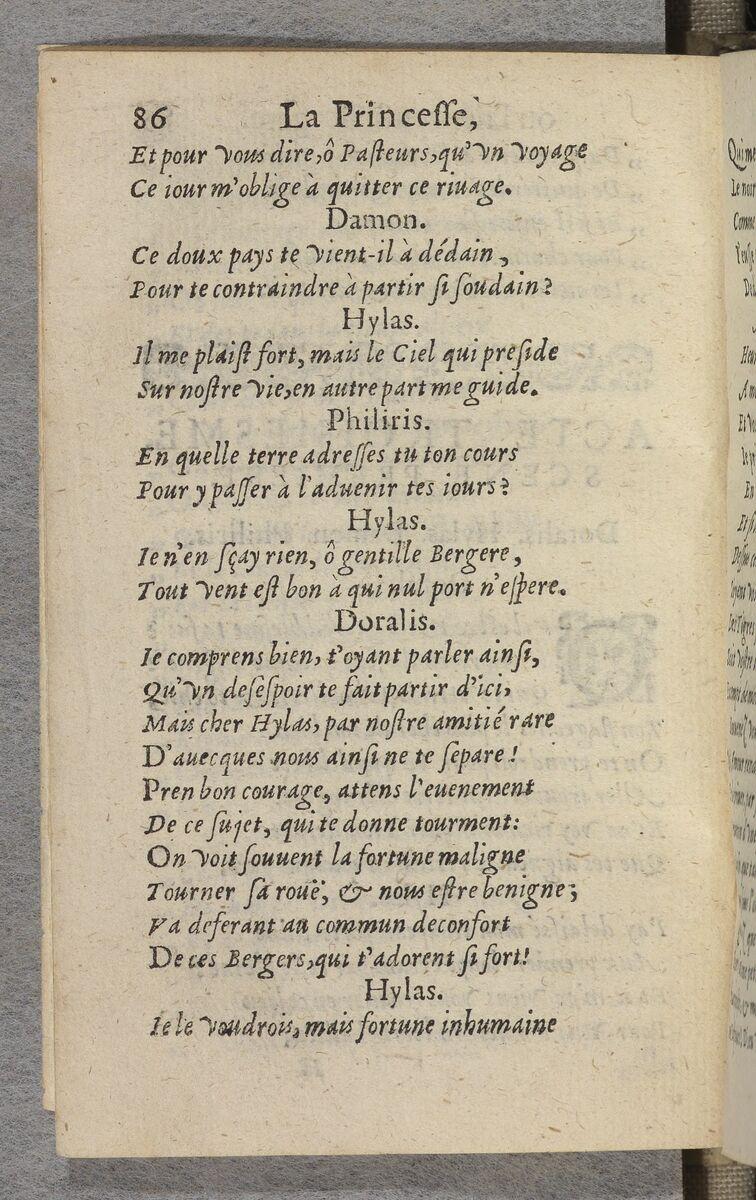 86 La Princesse,
Et pour vous dire, ô Pasteurs, qu'vn voyage
Ce iour m'oblige à quitter ce riuage.
Damon.
Ce doux pays te vient-il à dédain,
Pour te contraindre à partir si soudain?
Hylas.
Il me plaist fort, mais le Ciel qui preside
Sur nostre vie, en autre part me guide.
Philiris.
En quelle terre adresses tu ton cours
Pour y passer à l'aduenir tes iours?
Hylas.
Ie n'en sçay rien, ô gentille Bergere,
Tout vent est bon à qui nul port n'espere.
Doralis.
Ie comprens bien, t'oyant parler ainsi,
Qu'vn desespoir te fait partir d'ici,
Mais cher Hylas, par nostre amitié rare
D'auecques nous ainsi ne te separe!
Pren bon courage, attens l'euenement
De ce sujet, qui te donne tourment:
On voit souuent la fortune maligne
Tourner sa rouë, & nous estre benigne;
Va deferant au commun deconfort
De ces Bergers, qui t'adorent si fort!
Hylas.
Ie le voudrois, mais fortune inhumaine